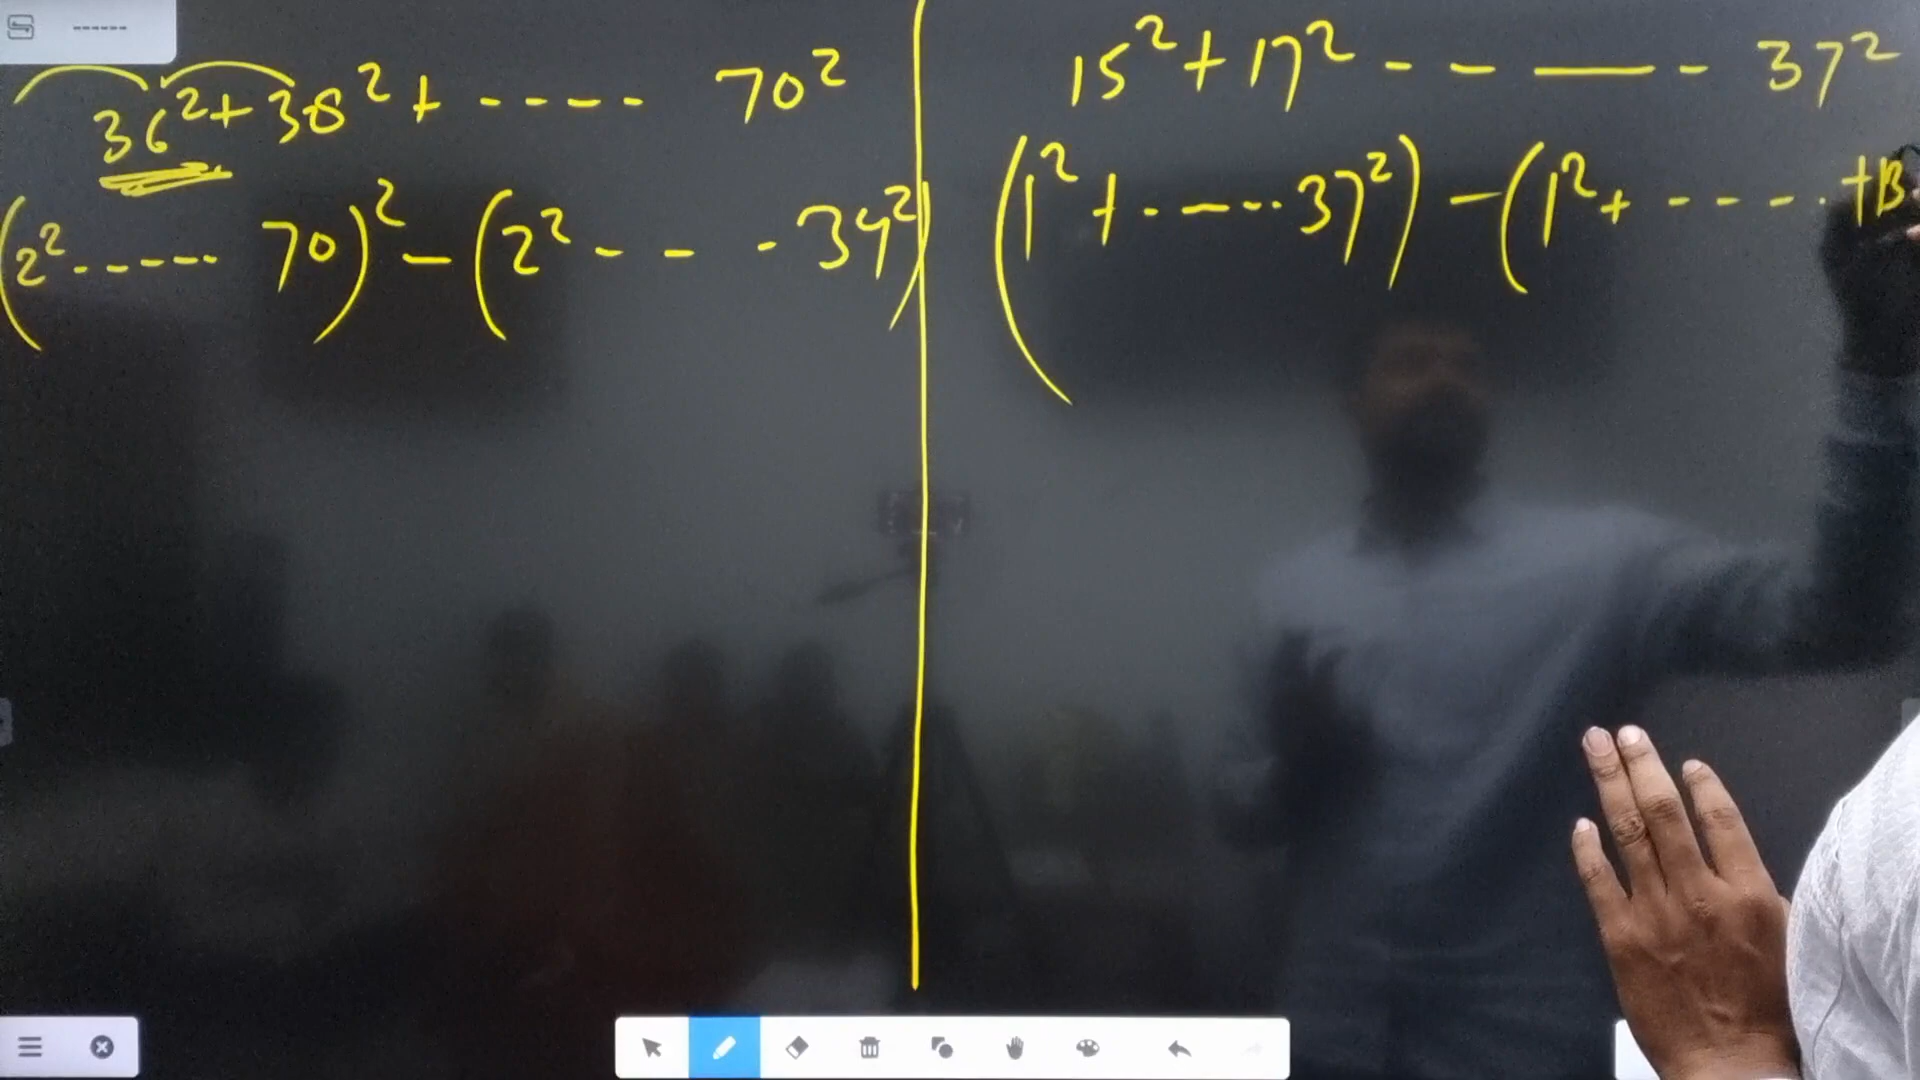 36² + 38² + ---- 70²
(2² ----- 70)² - (2² - - - 34²)
15² + 17² - - — - 37²
(1² + - — -- 37²) - (1² + - - - - . +13